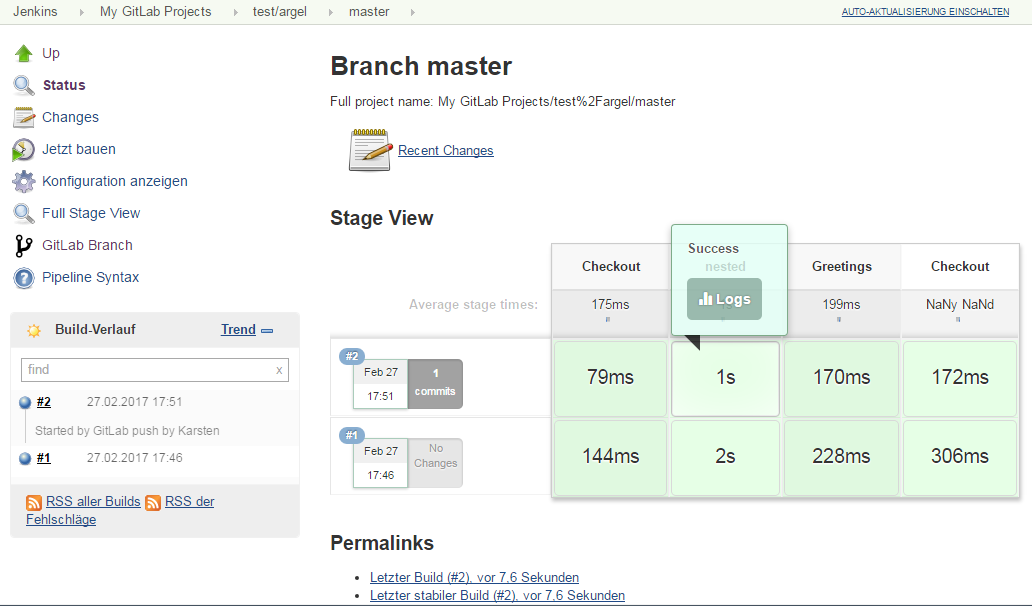 Jenkins My GitLab Projects test/argel master AUTO-AKTUALISIERUNG EINSCHALTEN
Up
Status
Changes
Jetzt bauen
Konfiguration anzeigen
Full Stage View
GitLab Branch
Pipeline Syntax
Build-Verlauf Trend
find x
#2 27.02.2017 17:51
Started by GitLab push by Karsten
#1 27.02.2017 17:46
RSS aller Builds RSS der
Fehlschläge
Branch master
Full project name: My GitLab Projects/test%2Fargel/master
Recent Changes
Stage View
Success
Checkout nested Greetings Checkout
Logs
Average stage times: 175ms 199ms NaNy NaNd
#2
Feb 27 1
17:51 commits
79ms 1s 170ms 172ms
#1
Feb 27 No
17:46 Changes
144ms 2s 228ms 306ms
Permalinks
Letzter Build (#2), vor 7,6 Sekunden
Letzter stabiler Build (#2), vor 7,6 Sekunden